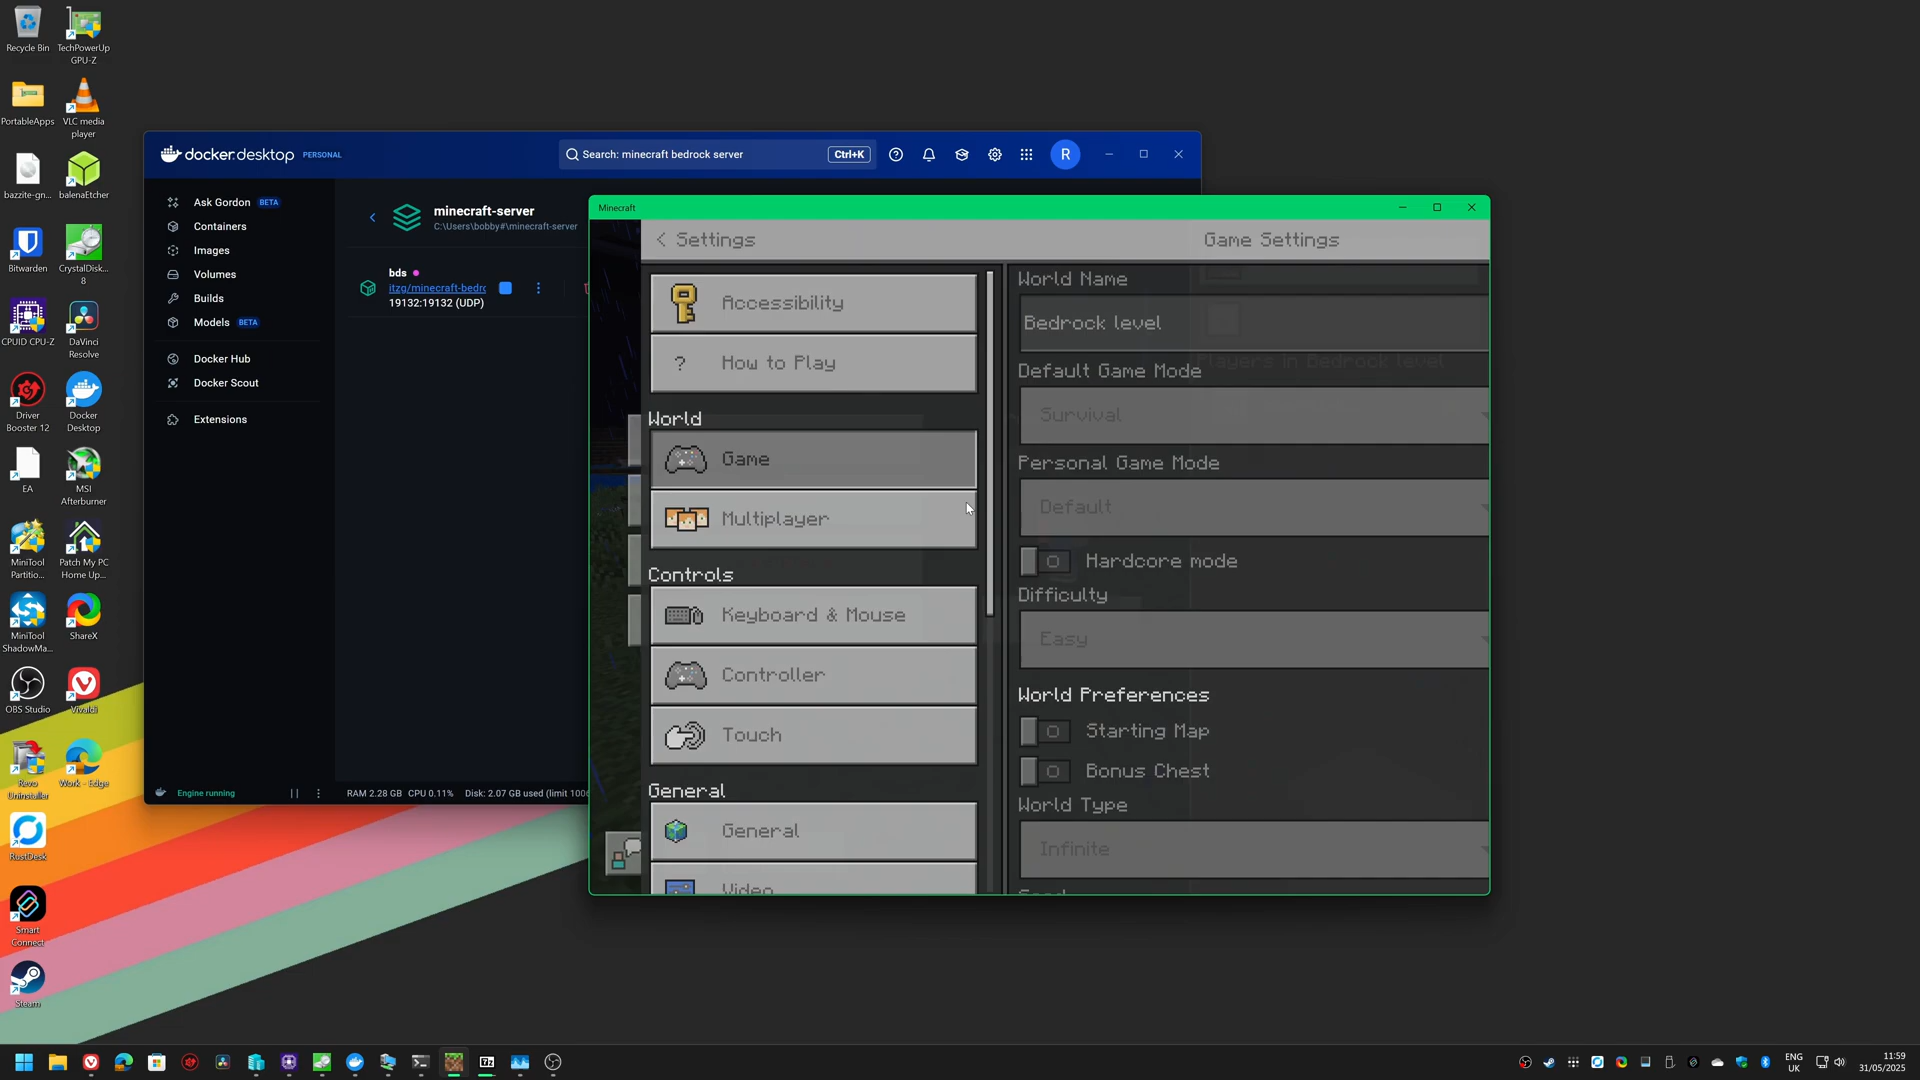 Recycle Bin
TechPowerUp
GPU-Z
PortableApps
VLC media
player
bazzite-gn...
balenaEtcher
Bitwarden
CrystalDisk...
8
CPUID CPU-Z
DaVinci
Resolve
Driver
Booster 12
Docker
Desktop
EA
MSI
Afterburner
MiniTool
Partitio...
Patch My PC
Home Up...
MiniTool
ShadowMa...
ShareX
OBS Studio
Vivaldi
Revo
Uninstaller
Work - Edge
RustDesk
Smart
Connect
Steam
docker.desktop PERSONAL
Search: minecraft bedrock server
Ctrl+K
R
Ask Gordon BETA
Containers
Images
Volumes
Builds
Models BETA
Docker Hub
Docker Scout
Extensions
minecraft-server
C:\Users\bobby#\minecraft-server
bds
itzg/minecraft-bedrc
19132:19132 (UDP)
Engine running
RAM 2.28 GB CPU 0.11% Disk: 2.07 GB used (limit 100
Minecraft
Settings
Game Settings
Accessibility
? How to Play
World
Game
Multiplayer
Controls
Keyboard & Mouse
Controller
Touch
General
General
Video
World Name
Bedrock level
Players in Bedrock level
Default Game Mode
Survival
Personal Game Mode
Default
Hardcore mode
Difficulty
Easy
World Preferences
Starting Map
Bonus Chest
World Type
Infinite
Seed
ENG
UK
11:59
31/05/2025